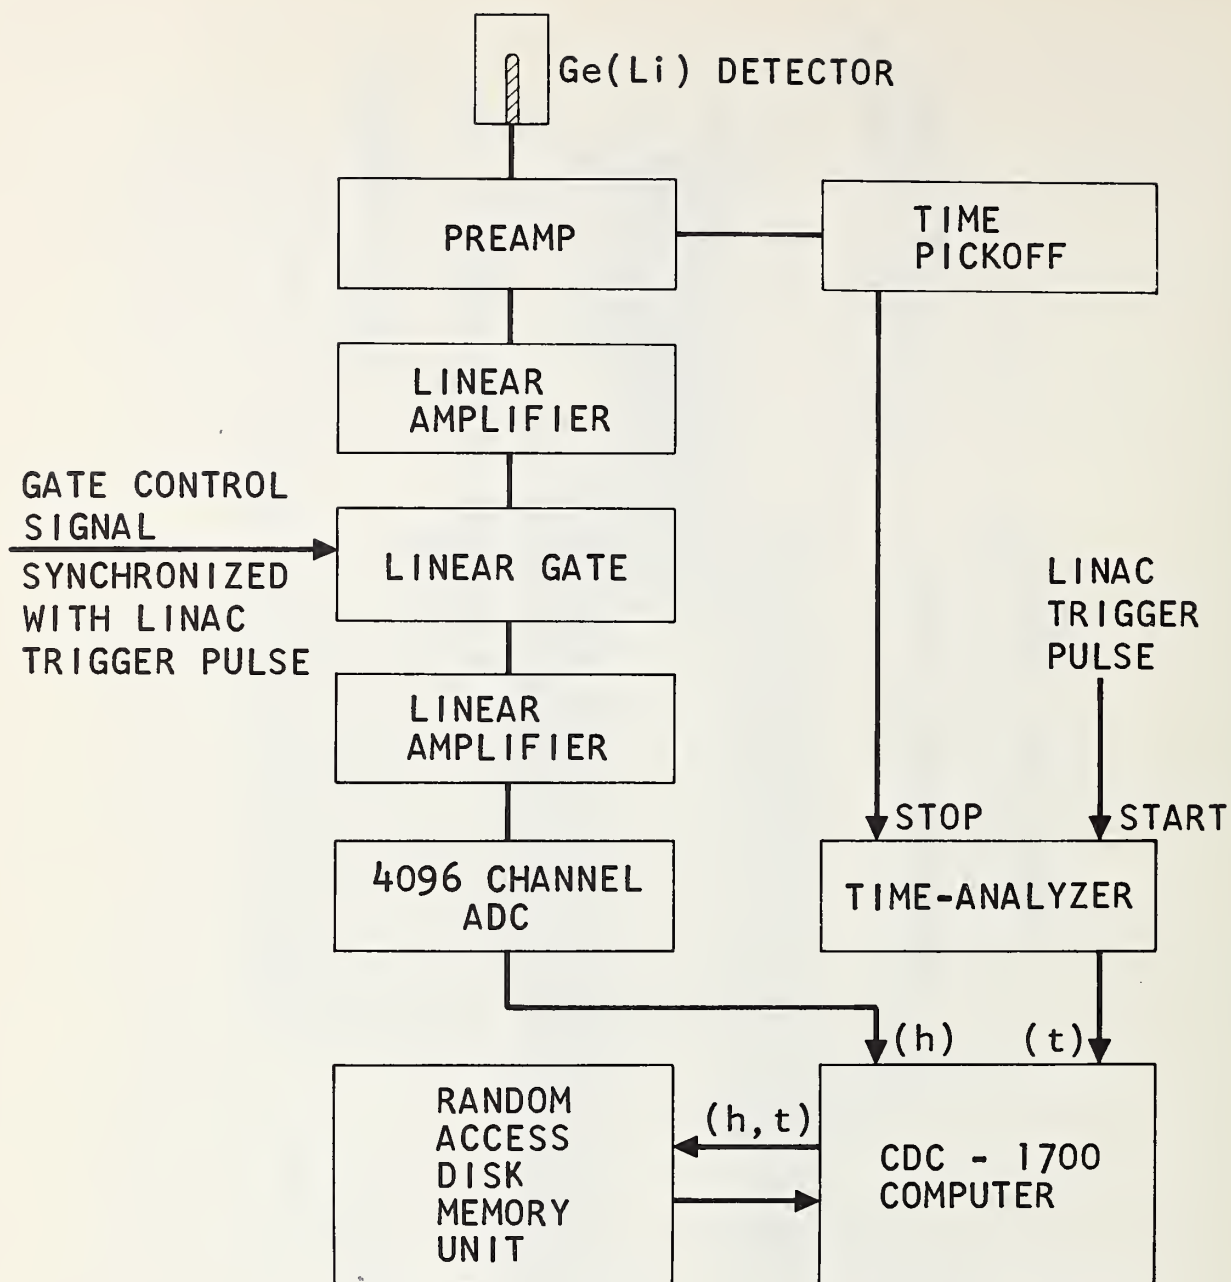 Ge(Li) DETECTOR
PREAMP
TIME
PICKOFF
LINEAR
AMPLIFIER
GATE CONTROL
SIGNAL
SYNCHRONIZED
WITH LINAC
TRIGGER PULSE
LINEAR GATE
LINAC
TRIGGER
PULSE
LINEAR
AMPLIFIER
STOP
START
4096 CHANNEL
ADC
TIME-ANALYZER
(h)
(t)
RANDOM
ACCESS
DISK
MEMORY
UNIT
(h,t)
CDC - 1700
COMPUTER